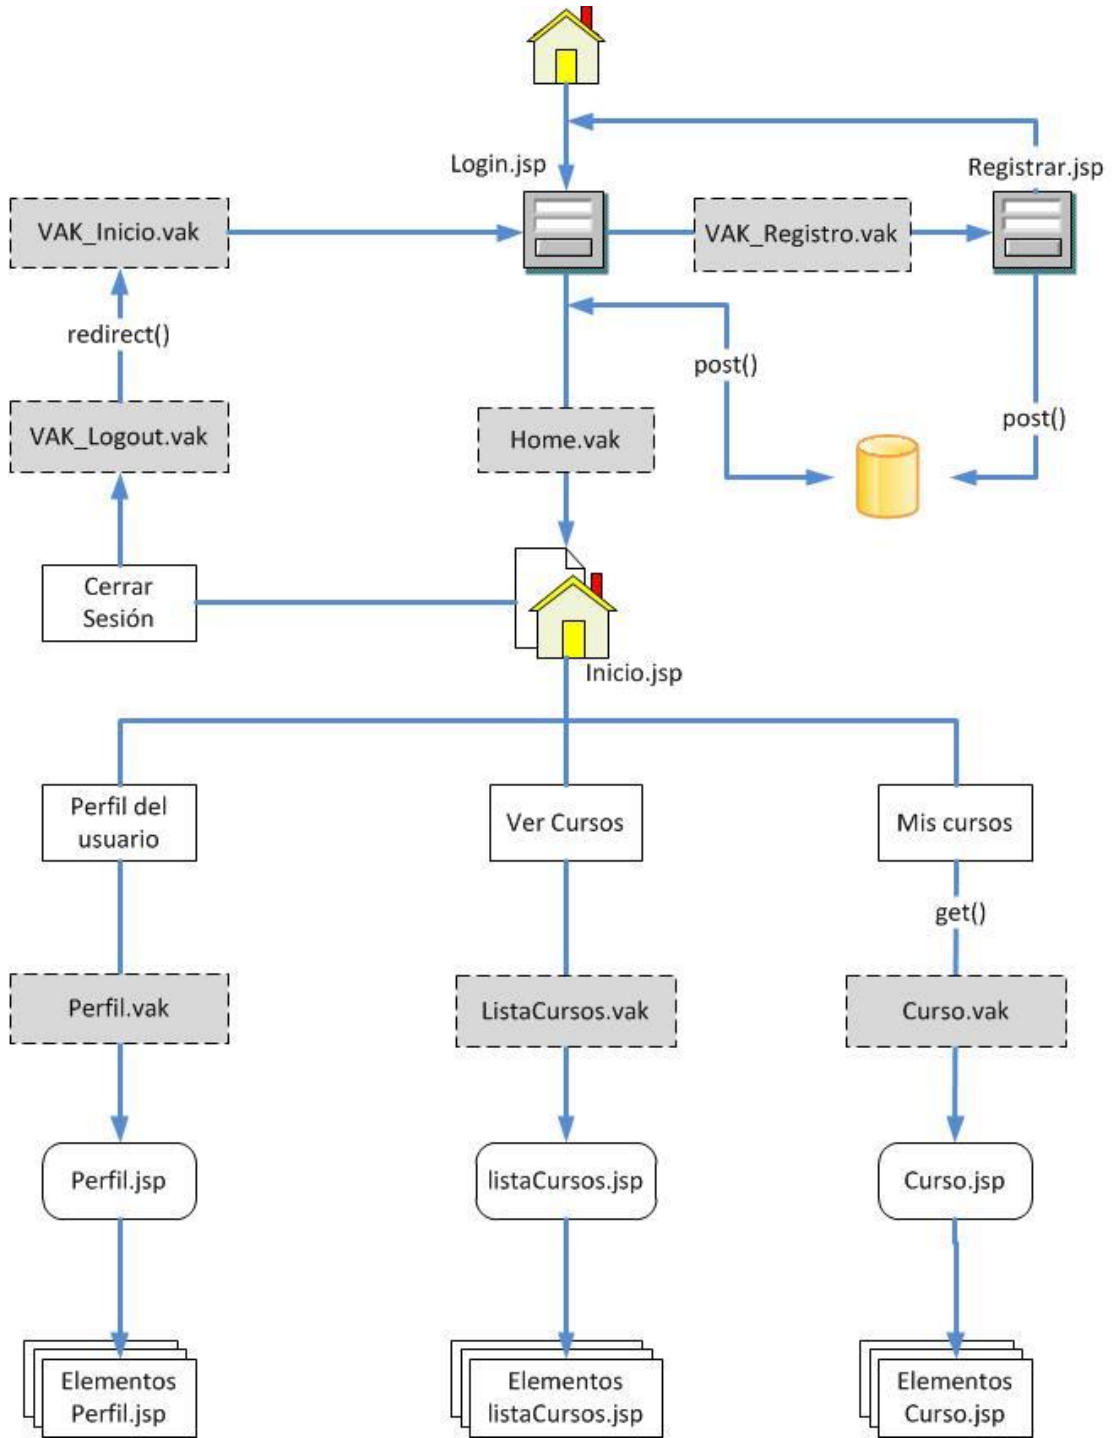 Login.jsp
Registrar.jsp
VAK_Inicio.vak
VAK_Registro.vak
redirect()
post()
post()
VAK_Logout.vak
Home.vak
Cerrar
Sesión
Inicio.jsp
Perfil del
usuario
Ver Cursos
Mis cursos
get()
Perfil.vak
ListaCursos.vak
Curso.vak
Perfil.jsp
listaCursos.jsp
Curso.jsp
Elementos
Perfil.jsp
Elementos
listaCursos.jsp
Elementos
Curso.jsp